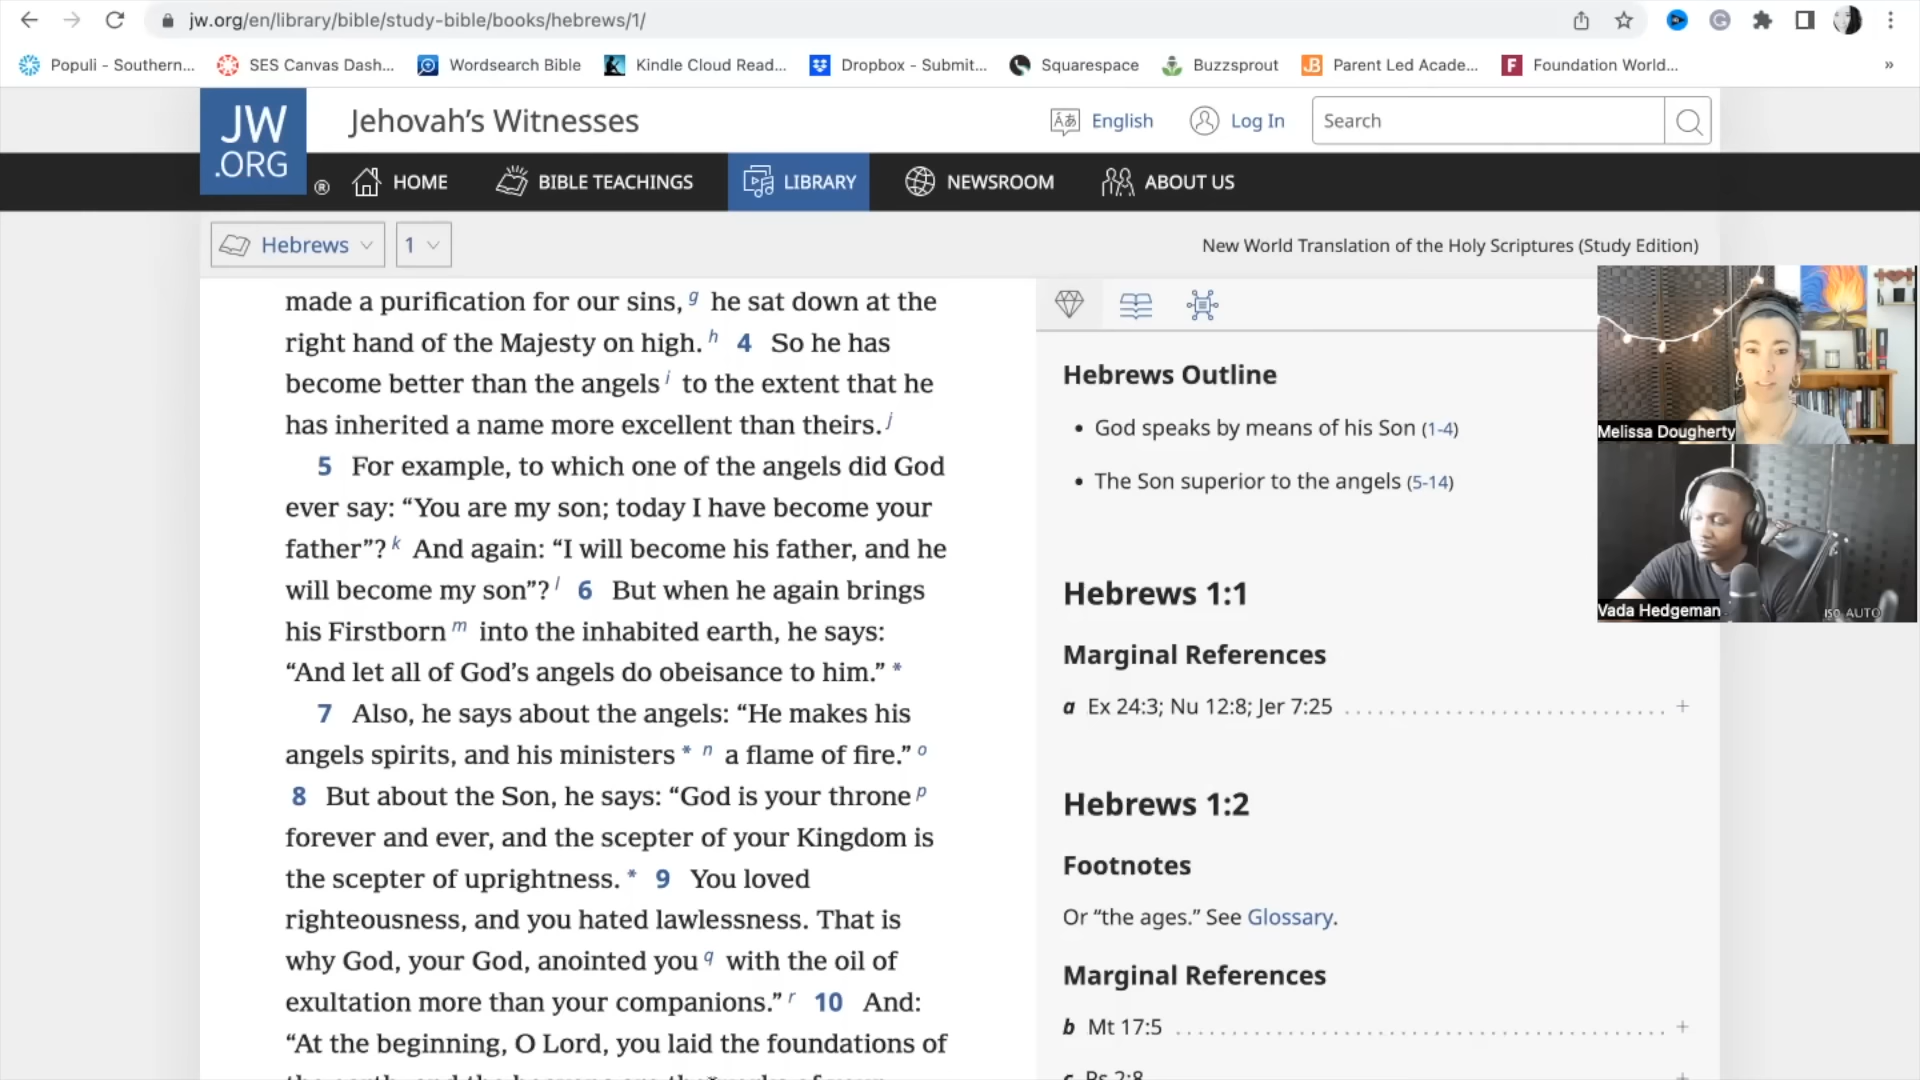 jw.org/en/library/bible/study-bible/books/hebrews/1/
Populi - Southern... SES Canvas Dash... Wordsearch Bible Kindle Cloud Read... Dropbox - Submit... Squarespace Buzzsprout Parent Led Acade... Foundation World... »
JW
.ORG ®
Jehovah's Witnesses
English Log In Search
HOME BIBLE TEACHINGS LIBRARY NEWSROOM ABOUT US
Hebrews 1
New World Translation of the Holy Scriptures (Study Edition)
made a purification for our sins, g he sat down at the
right hand of the Majesty on high. h 4 So he has
become better than the angels i to the extent that he
has inherited a name more excellent than theirs. j
5 For example, to which one of the angels did God
ever say: “You are my son; today I have become your
father”? k And again: “I will become his father, and he
will become my son”? l 6 But when he again brings
his Firstborn m into the inhabited earth, he says:
“And let all of God’s angels do obeisance to him.” *
7 Also, he says about the angels: “He makes his
angels spirits, and his ministers * n a flame of fire.” o
8 But about the Son, he says: “God is your throne p
forever and ever, and the scepter of your Kingdom is
the scepter of uprightness. * 9 You loved
righteousness, and you hated lawlessness. That is
why God, your God, anointed you q with the oil of
exultation more than your companions.” r 10 And:
“At the beginning, O Lord, you laid the foundations of
Hebrews Outline
• God speaks by means of his Son (1-4)
• The Son superior to the angels (5-14)
Hebrews 1:1
Marginal References
a Ex 24:3; Nu 12:8; Jer 7:25 +
Hebrews 1:2
Footnotes
Or “the ages.” See Glossary.
Marginal References
b Mt 17:5 +
c Ps 2:8
Melissa Dougherty
Vada Hedgeman
ISO AUTO